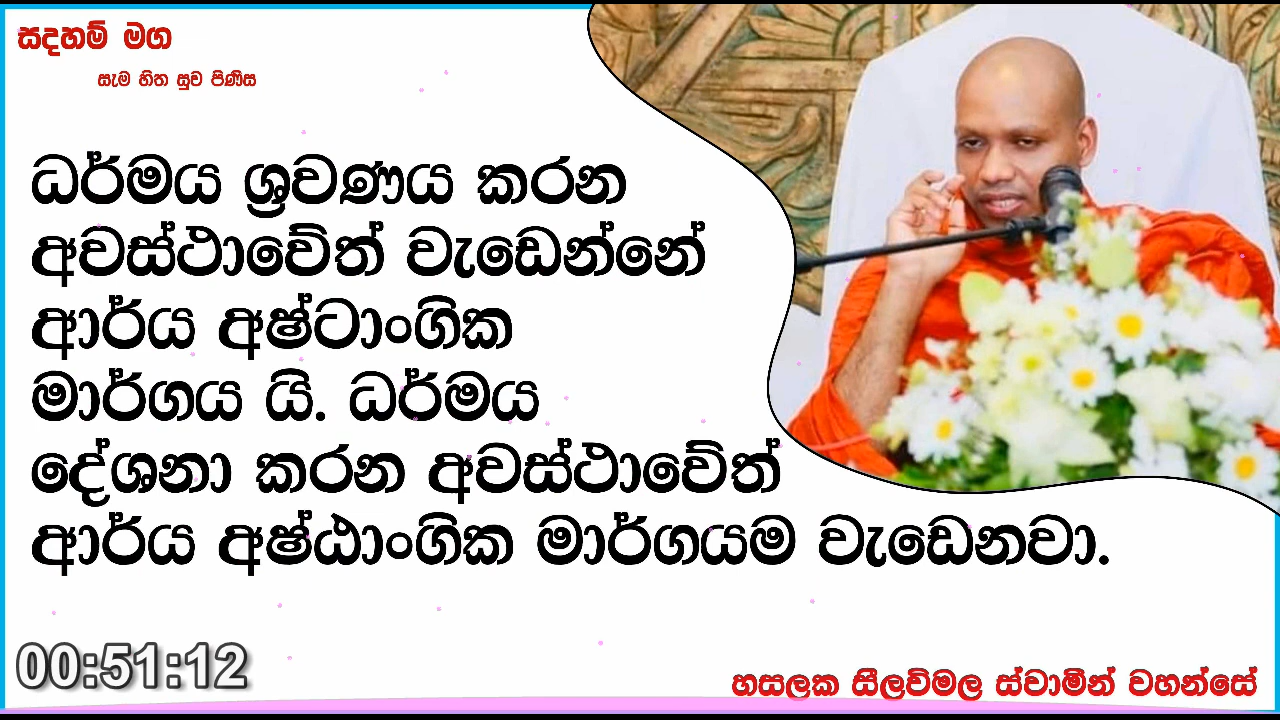 සදහම් මග
සැම හිත සුව පිණිස
ධර්මය ශ්‍රවණය කරන
අවස්ථාවේත් වැඩෙන්නේ
ආර්ය අෂ්ටාංගික
මාර්ගය යි. ධර්මය
දේශනා කරන අවස්ථාවේත්
ආර්ය අෂ්ඨාංගික මාර්ගයම වැඩෙනවා.
00:51:12
හසලක සීලවිමල ස්වාමීන් වහන්සේ